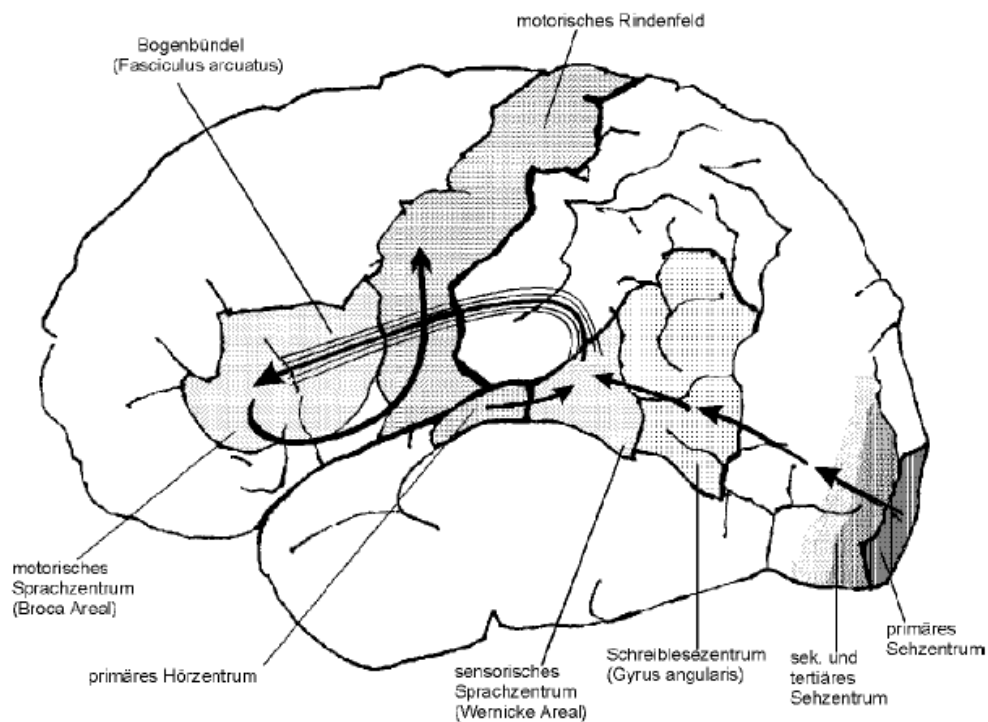 motorisches Rindenfeld
Bogenbündel
(Fasciculus arcuatus)
motorisches
Sprachzentrum
(Broca Areal)
primäres Hörzentrum
sensorisches
Sprachzentrum
(Wernicke Areal)
Schreiblesezentrum
(Gyrus angularis)
sek. und
tertiäres
Sehzentrum
primäres
Sehzentrum